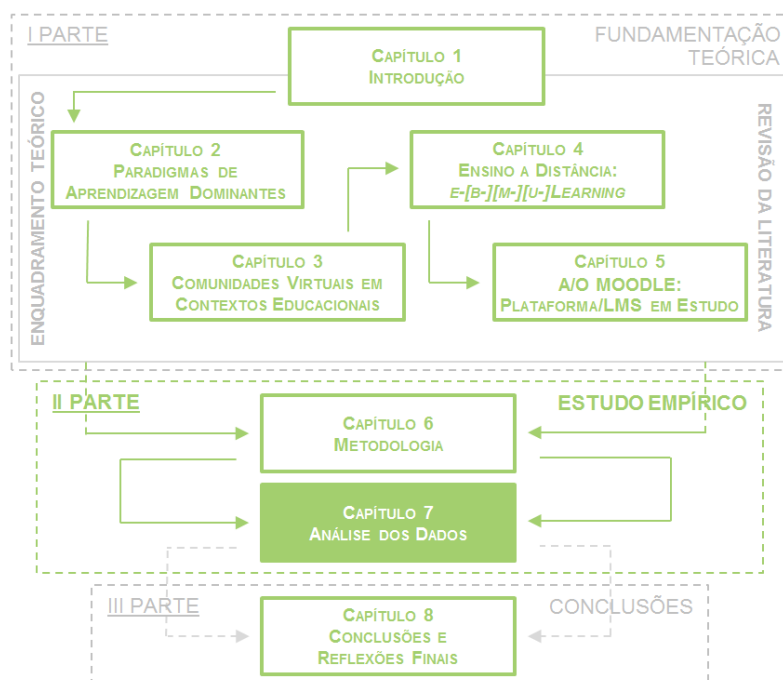 I PARTE
FUNDAMENTAÇÃO
TEÓRICA
CAPÍTULO 1
INTRODUÇÃO
ENQUADRAMENTO TEÓRICO
REVISÃO DA LITERATURA
CAPÍTULO 2
PARADIGMAS DE
APRENDIZAGEM DOMINANTES
CAPÍTULO 4
ENSINO A DISTÂNCIA:
E-[B-][M-][U-]LEARNING
CAPÍTULO 3
COMUNIDADES VIRTUAIS EM
CONTEXTOS EDUCACIONAIS
CAPÍTULO 5
A/O MOODLE:
PLATAFORMA/LMS EM ESTUDO
II PARTE
ESTUDO EMPÍRICO
CAPÍTULO 6
METODOLOGIA
CAPÍTULO 7
ANÁLISE DOS DADOS
III PARTE
CONCLUSÕES
CAPÍTULO 8
CONCLUSÕES E
REFLEXÕES FINAIS